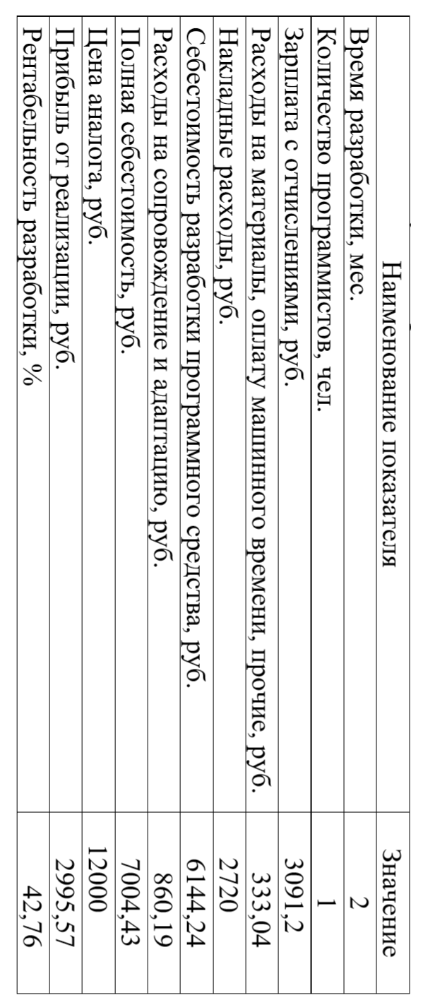 Наименование показателя Значение
Время разработки, мес. 2
Количество программистов, чел. 1
Зарплата с отчислениями, руб. 3091,2
Расходы на материалы, оплату машинного времени, прочие, руб. 333,04
Накладные расходы, руб. 2720
Себестоимость разработки программного средства, руб. 6144,24
Расходы на сопровождение и адаптацию, руб. 860,19
Полная себестоимость, руб. 7004,43
Цена аналога, руб. 12000
Прибыль от реализации, руб. 2995,57
Рентабельность разработки, % 42,76